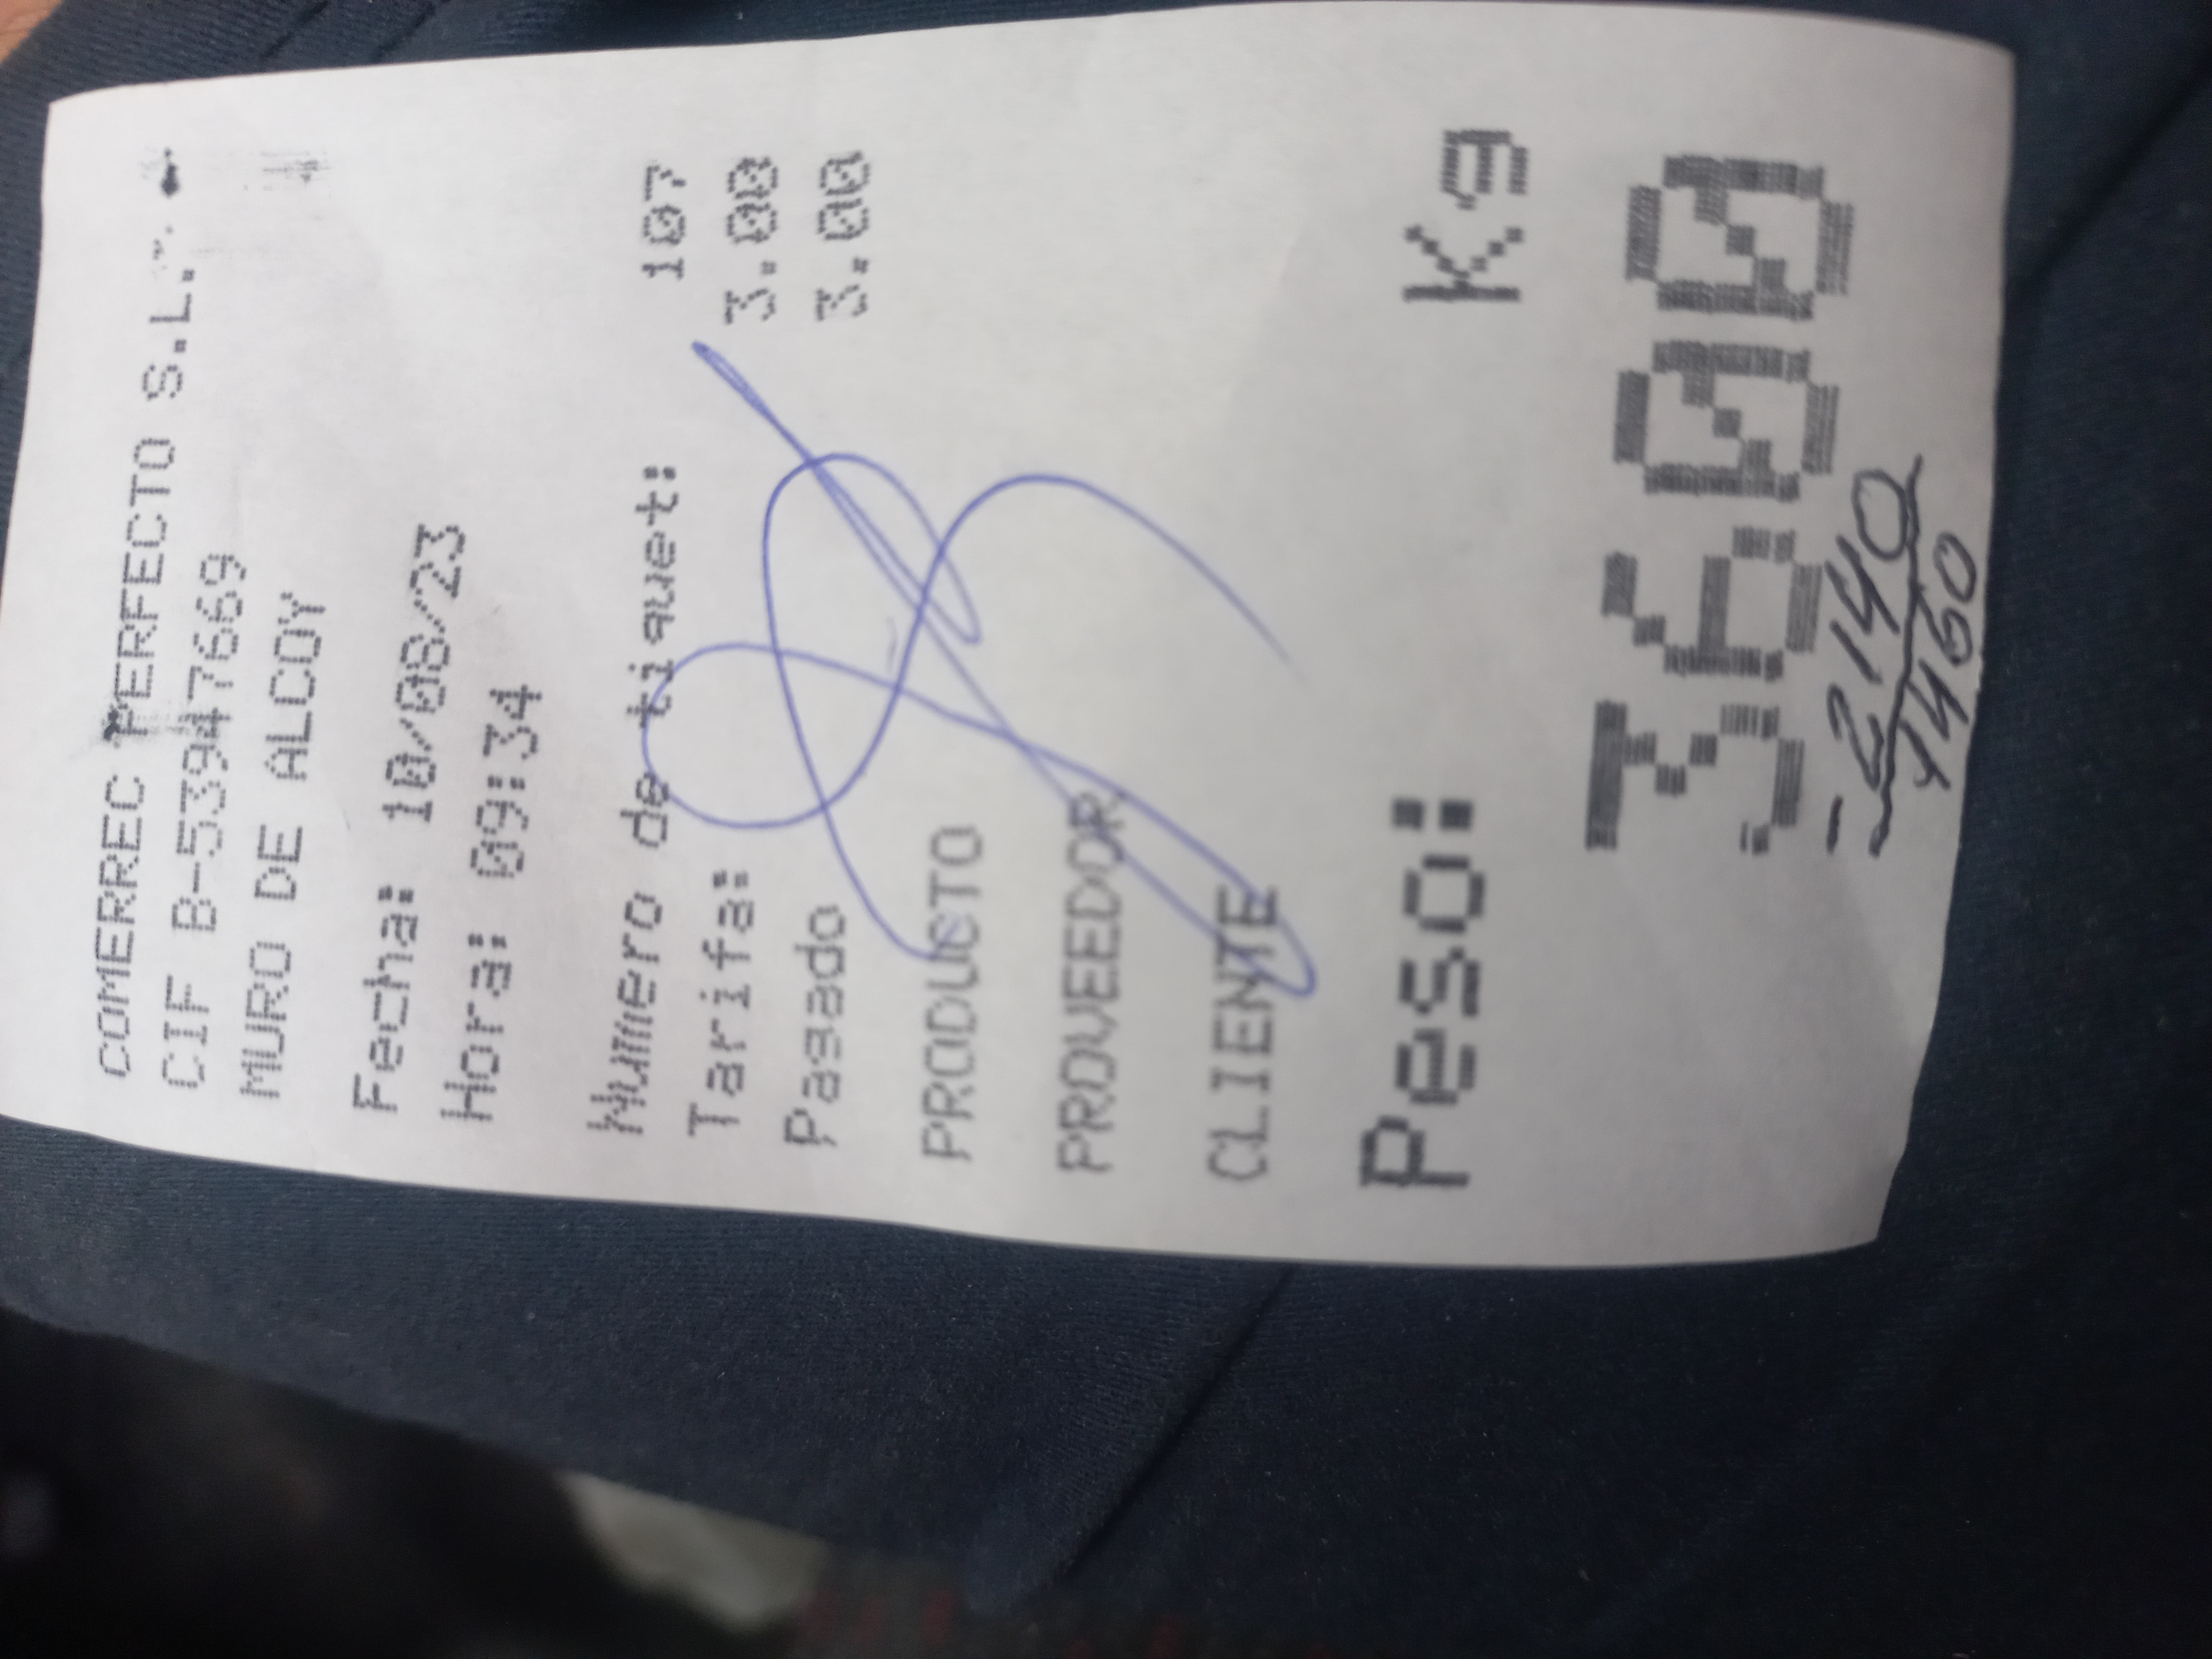 COMERREC PERFECTO S.L.
CIF B-53947669
MURO DE ALCOY
Fecha: 10/08/23
Hora: 09:34
Numero de tiquet: 107
Tarifa: 3.00
Pagado 3.00
PRODUCTO
PROVEEDOR
CLIENTE
Peso: Kg
3600
- 2140
1460